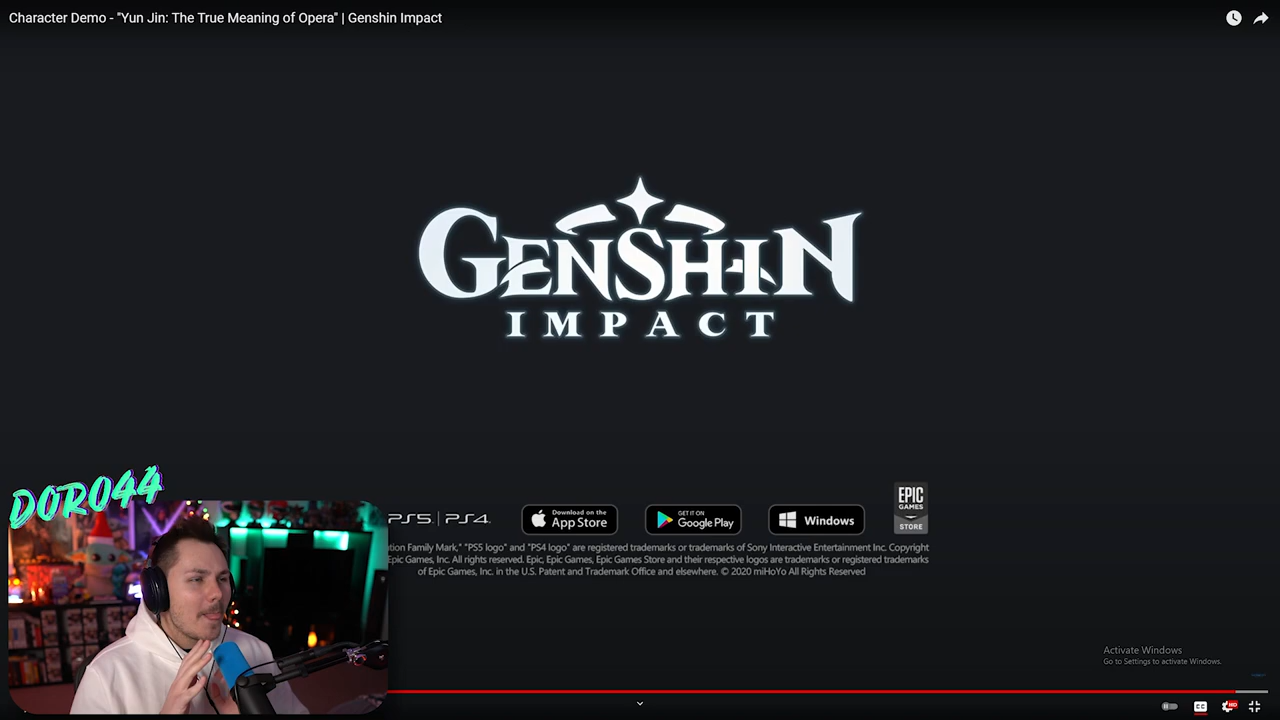 Character Demo - "Yun Jin: The True Meaning of Opera" | Genshin Impact
GENSHIN
IMPACT
DORO44
PS5 | PS4
Download on the
App Store
GET IT ON
Google Play
Windows
EPIC
GAMES
STORE
tion Family Mark," "PS5 logo" and "PS4 logo" are registered trademarks or trademarks of Sony Interactive Entertainment Inc. Copyright
Epic Games, Inc. All rights reserved. Epic, Epic Games, Epic Games Store and their respective logos are trademarks or registered trademarks
of Epic Games, Inc. in the U.S. Patent and Trademark Office and elsewhere. © 2020 miHoYo All Rights Reserved
Activate Windows
Go to Settings to activate Windows.
CC
HD